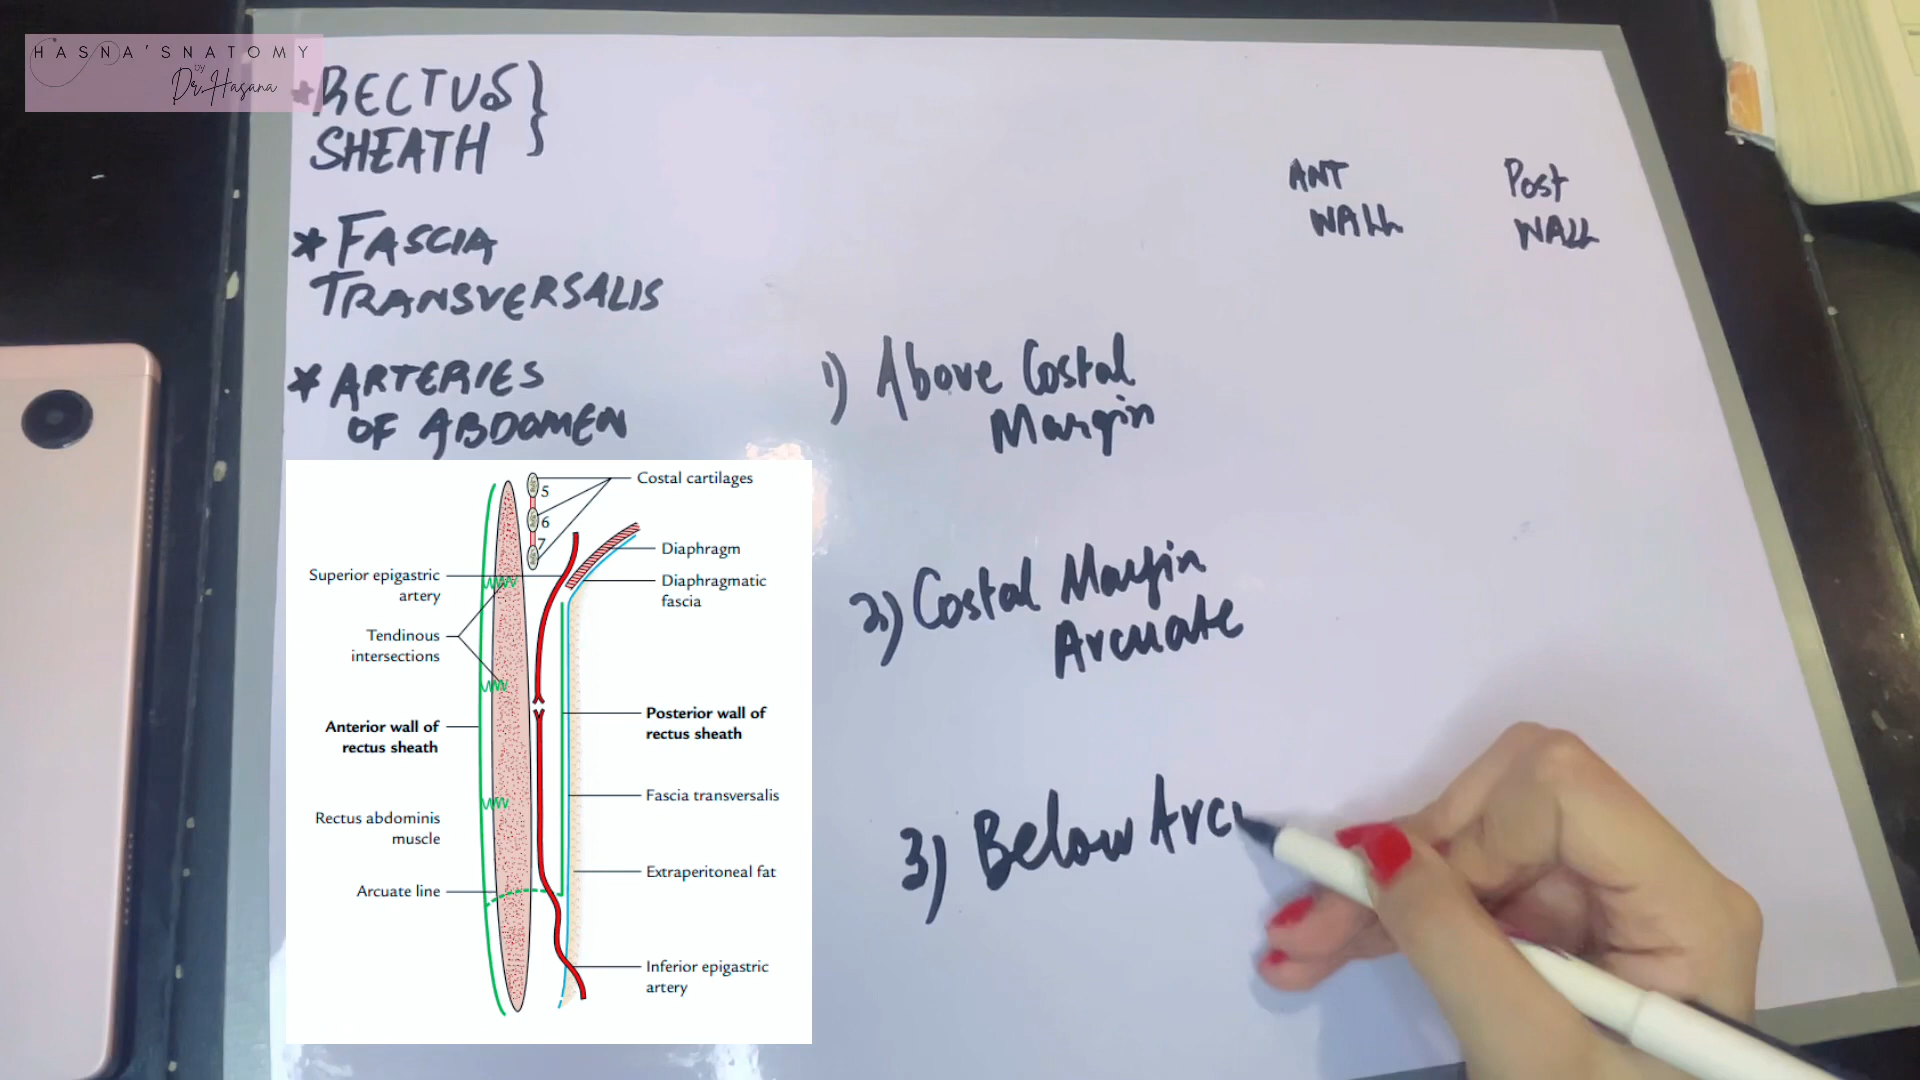 HASNA'SNATOMY
by
Dr. Hasana
* RECTUS
SHEATH
* FASCIA
TRANSVERSALIS
* ARTERIES
OF ABDOMEN
ANT
WALL
Post
WALL
1) Above Costal
Margin
2) Costal Margin
Arcuate
3) Below Arcu
Costal cartilages
5
6
7
Diaphragm
Diaphragmatic
fascia
Superior epigastric
artery
Tendinous
intersections
Anterior wall of
rectus sheath
Posterior wall of
rectus sheath
Fascia transversalis
Rectus abdominis
muscle
Extraperitoneal fat
Arcuate line
Inferior epigastric
artery